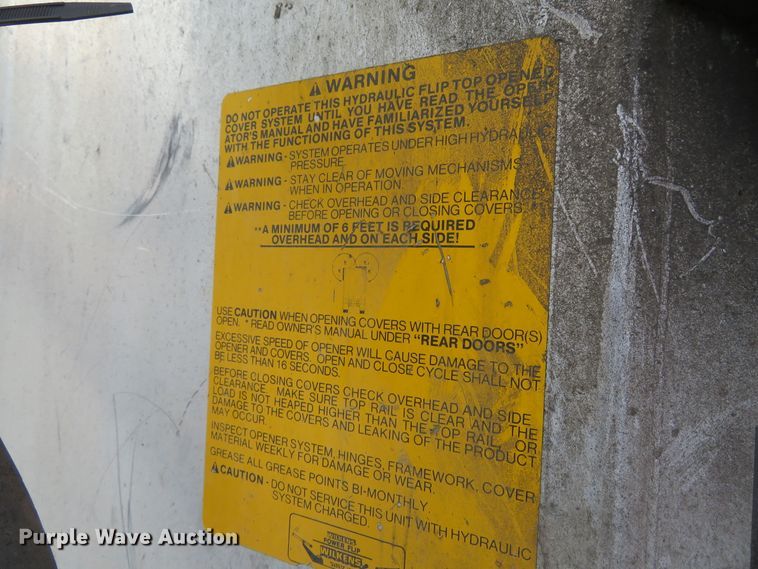 ⚠ WARNING
DO NOT OPERATE THIS HYDRAULIC FLIP TOP OPENED
COVER SYSTEM UNTIL YOU HAVE READ THE OPER-
ATOR'S MANUAL AND HAVE FAMILIARIZED YOURSELF
WITH THE FUNCTIONING OF THIS SYSTEM.
⚠WARNING - SYSTEM OPERATES UNDER HIGH HYDRAULIC
PRESSURE.
⚠WARNING - STAY CLEAR OF MOVING MECHANISMS
WHEN IN OPERATION.
⚠WARNING - CHECK OVERHEAD AND SIDE CLEARANCE
BEFORE OPENING OR CLOSING COVERS. *
**A MINIMUM OF 6 FEET IS REQUIRED
OVERHEAD AND ON EACH SIDE!
USE CAUTION WHEN OPENING COVERS WITH REAR DOOR(S)
OPEN. * READ OWNER'S MANUAL UNDER "REAR DOORS"
EXCESSIVE SPEED OF OPENER WILL CAUSE DAMAGE TO THE
OPENER AND COVERS. OPEN AND CLOSE CYCLE SHALL NOT
BE LESS THAN 16 SECONDS.
BEFORE CLOSING COVERS CHECK OVERHEAD AND SIDE
CLEARANCE. MAKE SURE TOP RAIL IS CLEAR AND THE
LOAD IS NOT HEAPED HIGHER THAN THE TOP RAIL, OR
DAMAGE TO THE COVERS AND LEAKING OF THE PRODUCT
MAY OCCUR.
INSPECT OPENER SYSTEM, HINGES, FRAMEWORK, COVER
MATERIAL WEEKLY FOR DAMAGE OR WEAR.
GREASE ALL GREASE POINTS BI-MONTHLY.
⚠CAUTION - DO NOT SERVICE THIS UNIT WITH HYDRAULIC
SYSTEM CHARGED.
WILKENS
POWER FLIP
WILKENS
Purple Wave Auction